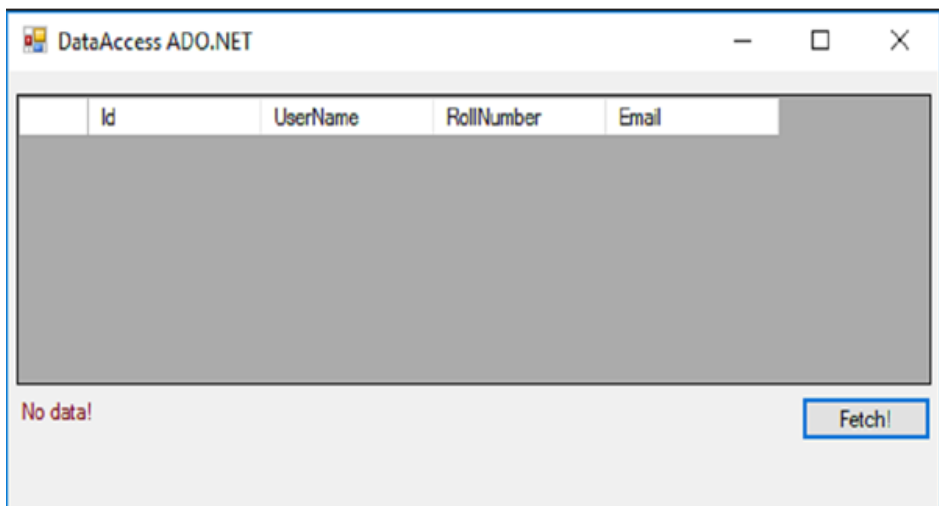 DataAccess ADO.NET
Id UserName RollNumber Email
No data!
Fetch!